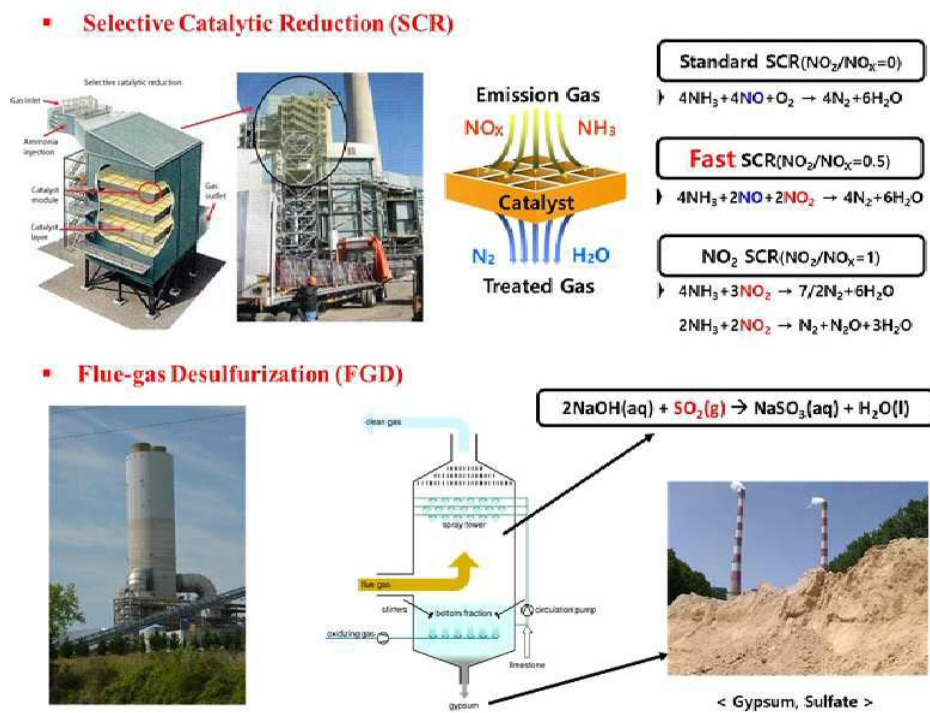 ▪ Selective Catalytic Reduction (SCR)
Selective catalytic reduction
Gas inlet
Ammonia
injection
Catalyst
module
Catalyst
layer
Gas
outlet
Emission Gas
NOX
NH₃
Catalyst
N₂
H₂O
Treated Gas
Standard SCR(NO₂/NOX=0)
4NH₃+4NO+O₂ → 4N₂+6H₂O
Fast SCR(NO₂/NOX=0.5)
4NH₃+2NO+2NO₂ → 4N₂+6H₂O
NO₂ SCR(NO₂/NOX=1)
4NH₃+3NO₂ → 7/2N₂+6H₂O
2NH₃+2NO₂ → N₂+N₂O+3H₂O
▪ Flue-gas Desulfurization (FGD)
2NaOH(aq) + SO₂(g) → NaSO₃(aq) + H₂O(l)
clean gas
spray tower
flue gas
stirrers
bottom fraction
circulation pump
oxidizing gas
limestone
gypsum
< Gypsum, Sulfate >